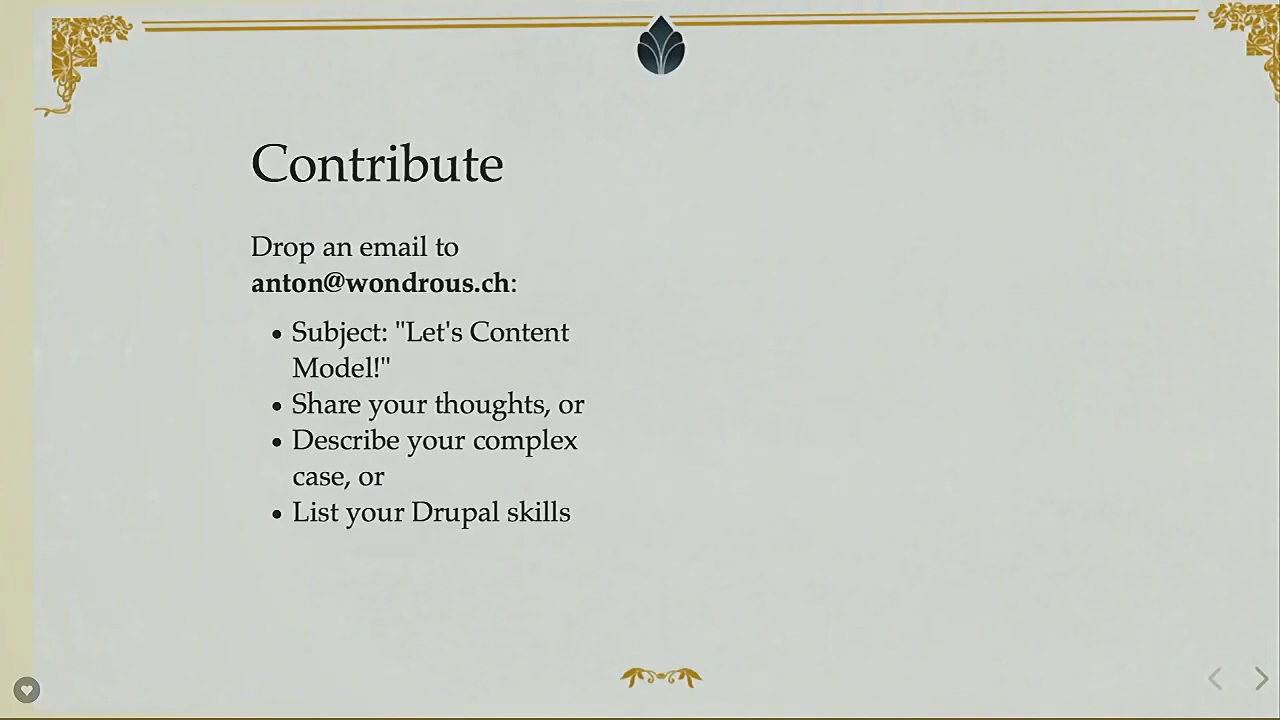 Contribute
Drop an email to
anton@wondrous.ch:
• Subject: "Let's Content
Model!"
• Share your thoughts, or
• Describe your complex
case, or
• List your Drupal skills